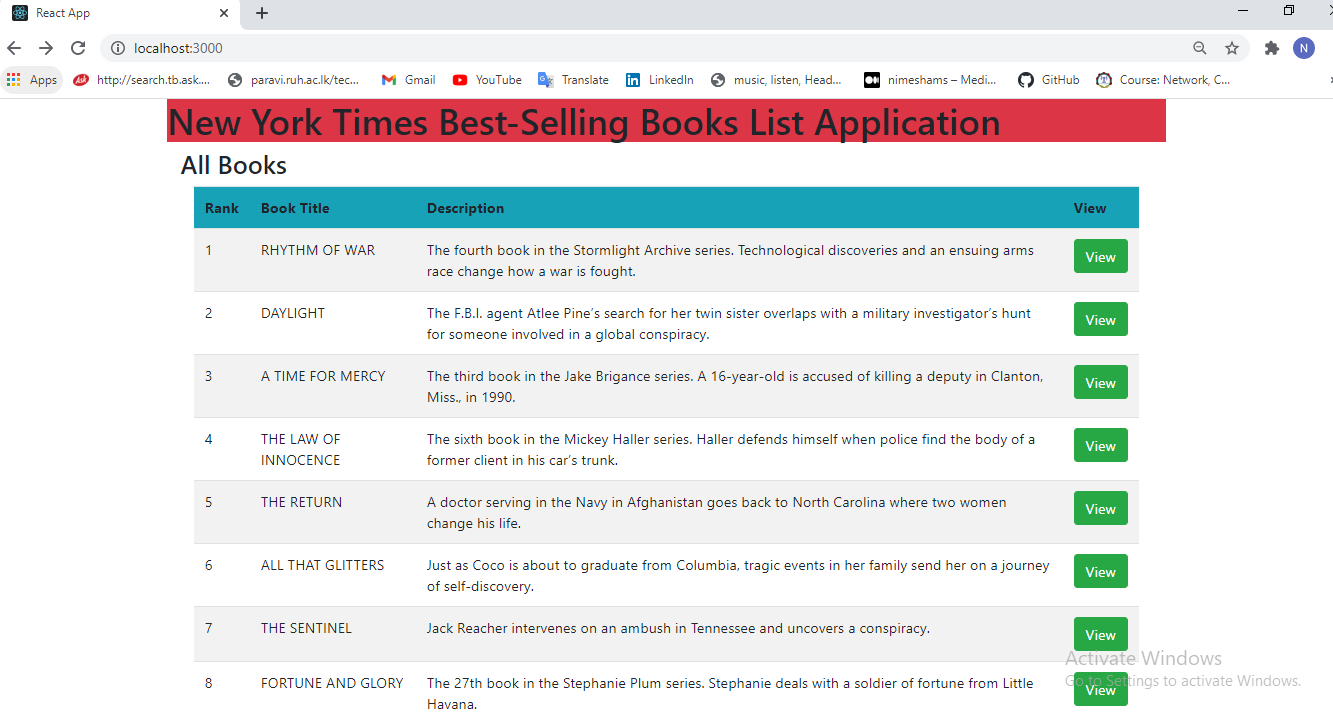 React App
localhost:3000
N
Apps
Ask
http://search.tb.ask....
paravi.ruh.ac.lk/tec...
Gmail
YouTube
Translate
LinkedIn
music, listen, Head...
nimeshams – Medi...
GitHub
Course: Network, C...
New York Times Best-Selling Books List Application
All Books
Rank Book Title Description View
1 RHYTHM OF WAR The fourth book in the Stormlight Archive series. Technological discoveries and an ensuing arms
race change how a war is fought.
View
2 DAYLIGHT The F.B.I. agent Atlee Pine's search for her twin sister overlaps with a military investigator's hunt
for someone involved in a global conspiracy.
View
3 A TIME FOR MERCY The third book in the Jake Brigance series. A 16-year-old is accused of killing a deputy in Clanton,
Miss., in 1990.
View
4 THE LAW OF The sixth book in the Mickey Haller series. Haller defends himself when police find the body of a
INNOCENCE former client in his car's trunk.
View
5 THE RETURN A doctor serving in the Navy in Afghanistan goes back to North Carolina where two women
change his life.
View
6 ALL THAT GLITTERS Just as Coco is about to graduate from Columbia, tragic events in her family send her on a journey
of self-discovery.
View
7 THE SENTINEL Jack Reacher intervenes on an ambush in Tennessee and uncovers a conspiracy.
View
8 FORTUNE AND GLORY The 27th book in the Stephanie Plum series. Stephanie deals with a soldier of fortune from Little
Havana.
View
Activate Windows
Go to Settings to activate Windows.